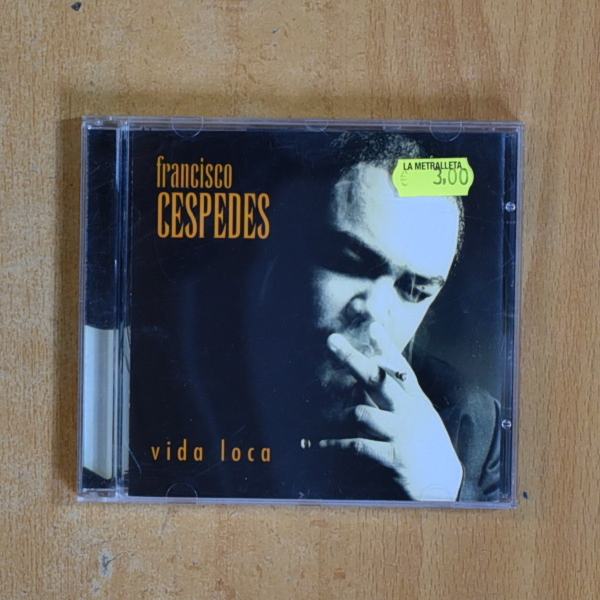 francisco
CESPEDES
LA METRALLETA
€ 3,00
vida loca